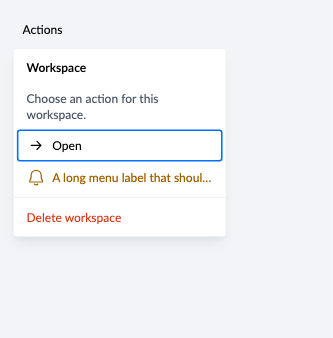 Actions
Workspace
Choose an action for this
workspace.
Open
A long menu label that shoul...
Delete workspace